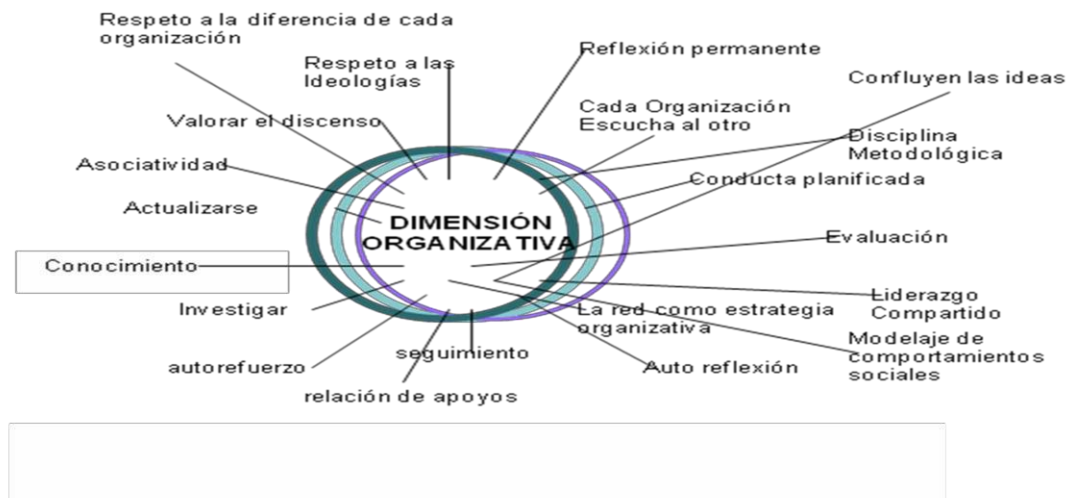 Respeto a la diferencia de cada
organización
Respeto a las
Ideologías
Reflexión permanente
Confluyen las ideas
Cada Organización
Escucha al otro
Valorar el discenso
Disciplina
Metodológica
Asociatividad
Conducta planificada
Actualizarse
DIMENSIÓN
ORGANIZATIVA
Evaluación
Conocimiento
Liderazgo
Compartido
Investigar
La red como estrategia
organizativa
Modelaje de
comportamientos
sociales
seguimiento
autorefuerzo
Auto reflexión
relación de apoyos